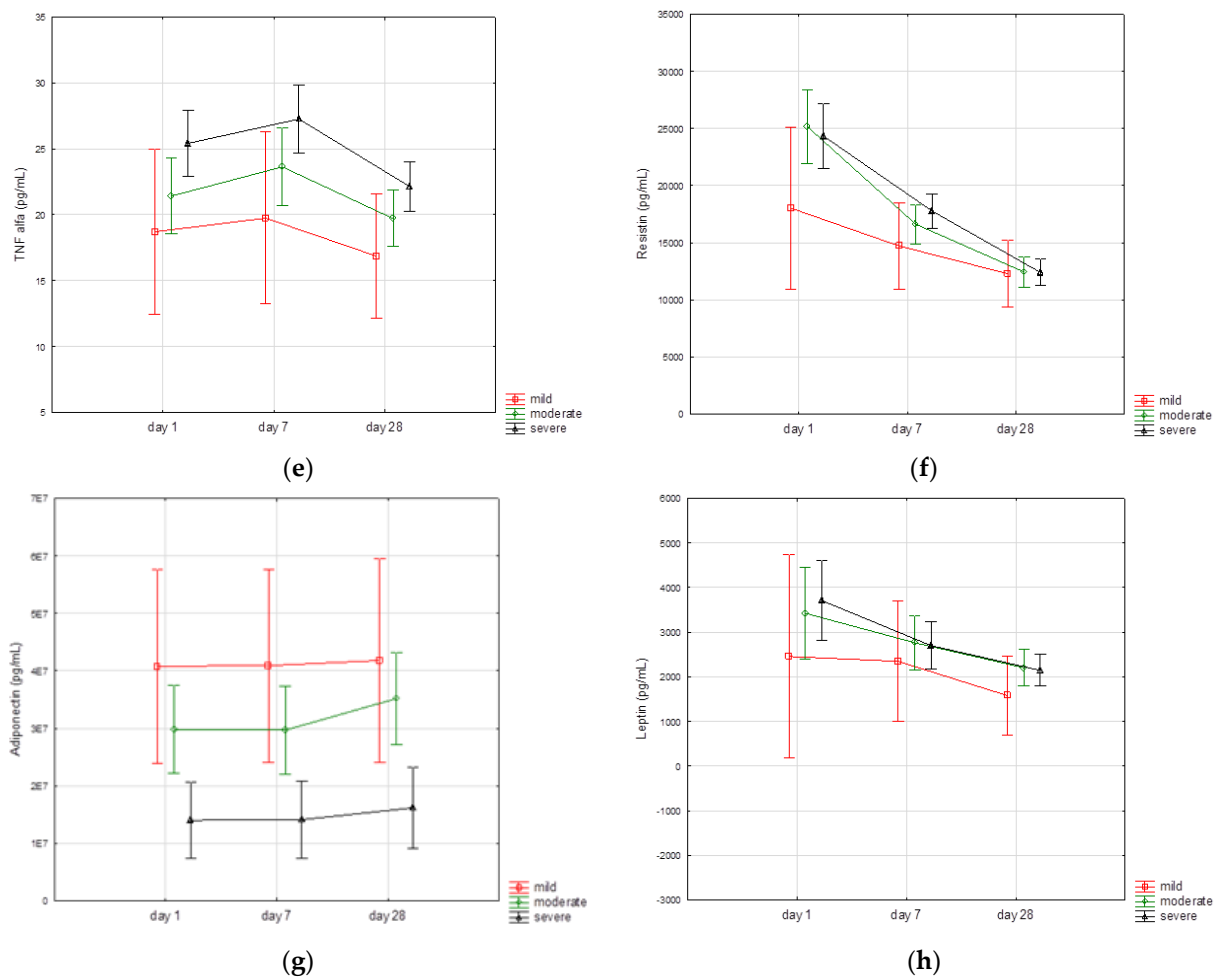 35
30
25
20
15
10
5
TNF alfa (pg/mL)
day 1
day 7
day 28
mild
moderate
severe
(e)
35000
30000
25000
20000
15000
10000
5000
0
Resistin (pg/mL)
day 1
day 7
day 28
mild
moderate
severe
(f)
7E7
6E7
5E7
4E7
3E7
2E7
1E7
0
Adiponectin (pg/mL)
day 1
day 7
day 28
mild
moderate
severe
(g)
6000
5000
4000
3000
2000
1000
0
-1000
-2000
-3000
Leptin (pg/mL)
day 1
day 7
day 28
mild
moderate
severe
(h)